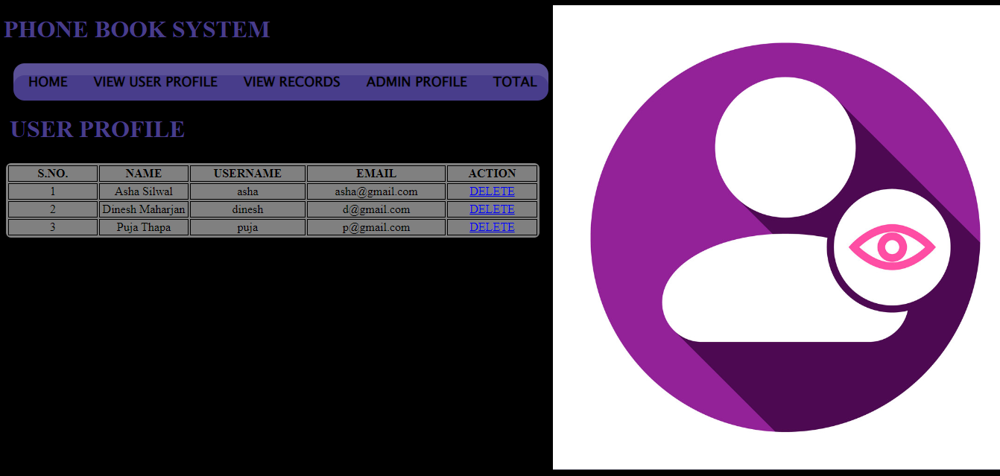 PHONE BOOK SYSTEM
HOME VIEW USER PROFILE VIEW RECORDS ADMIN PROFILE TOTAL
USER PROFILE
S.NO. NAME USERNAME EMAIL ACTION
1 Asha Silwal asha asha@gmail.com DELETE
2 Dinesh Maharjan dinesh d@gmail.com DELETE
3 Puja Thapa puja p@gmail.com DELETE